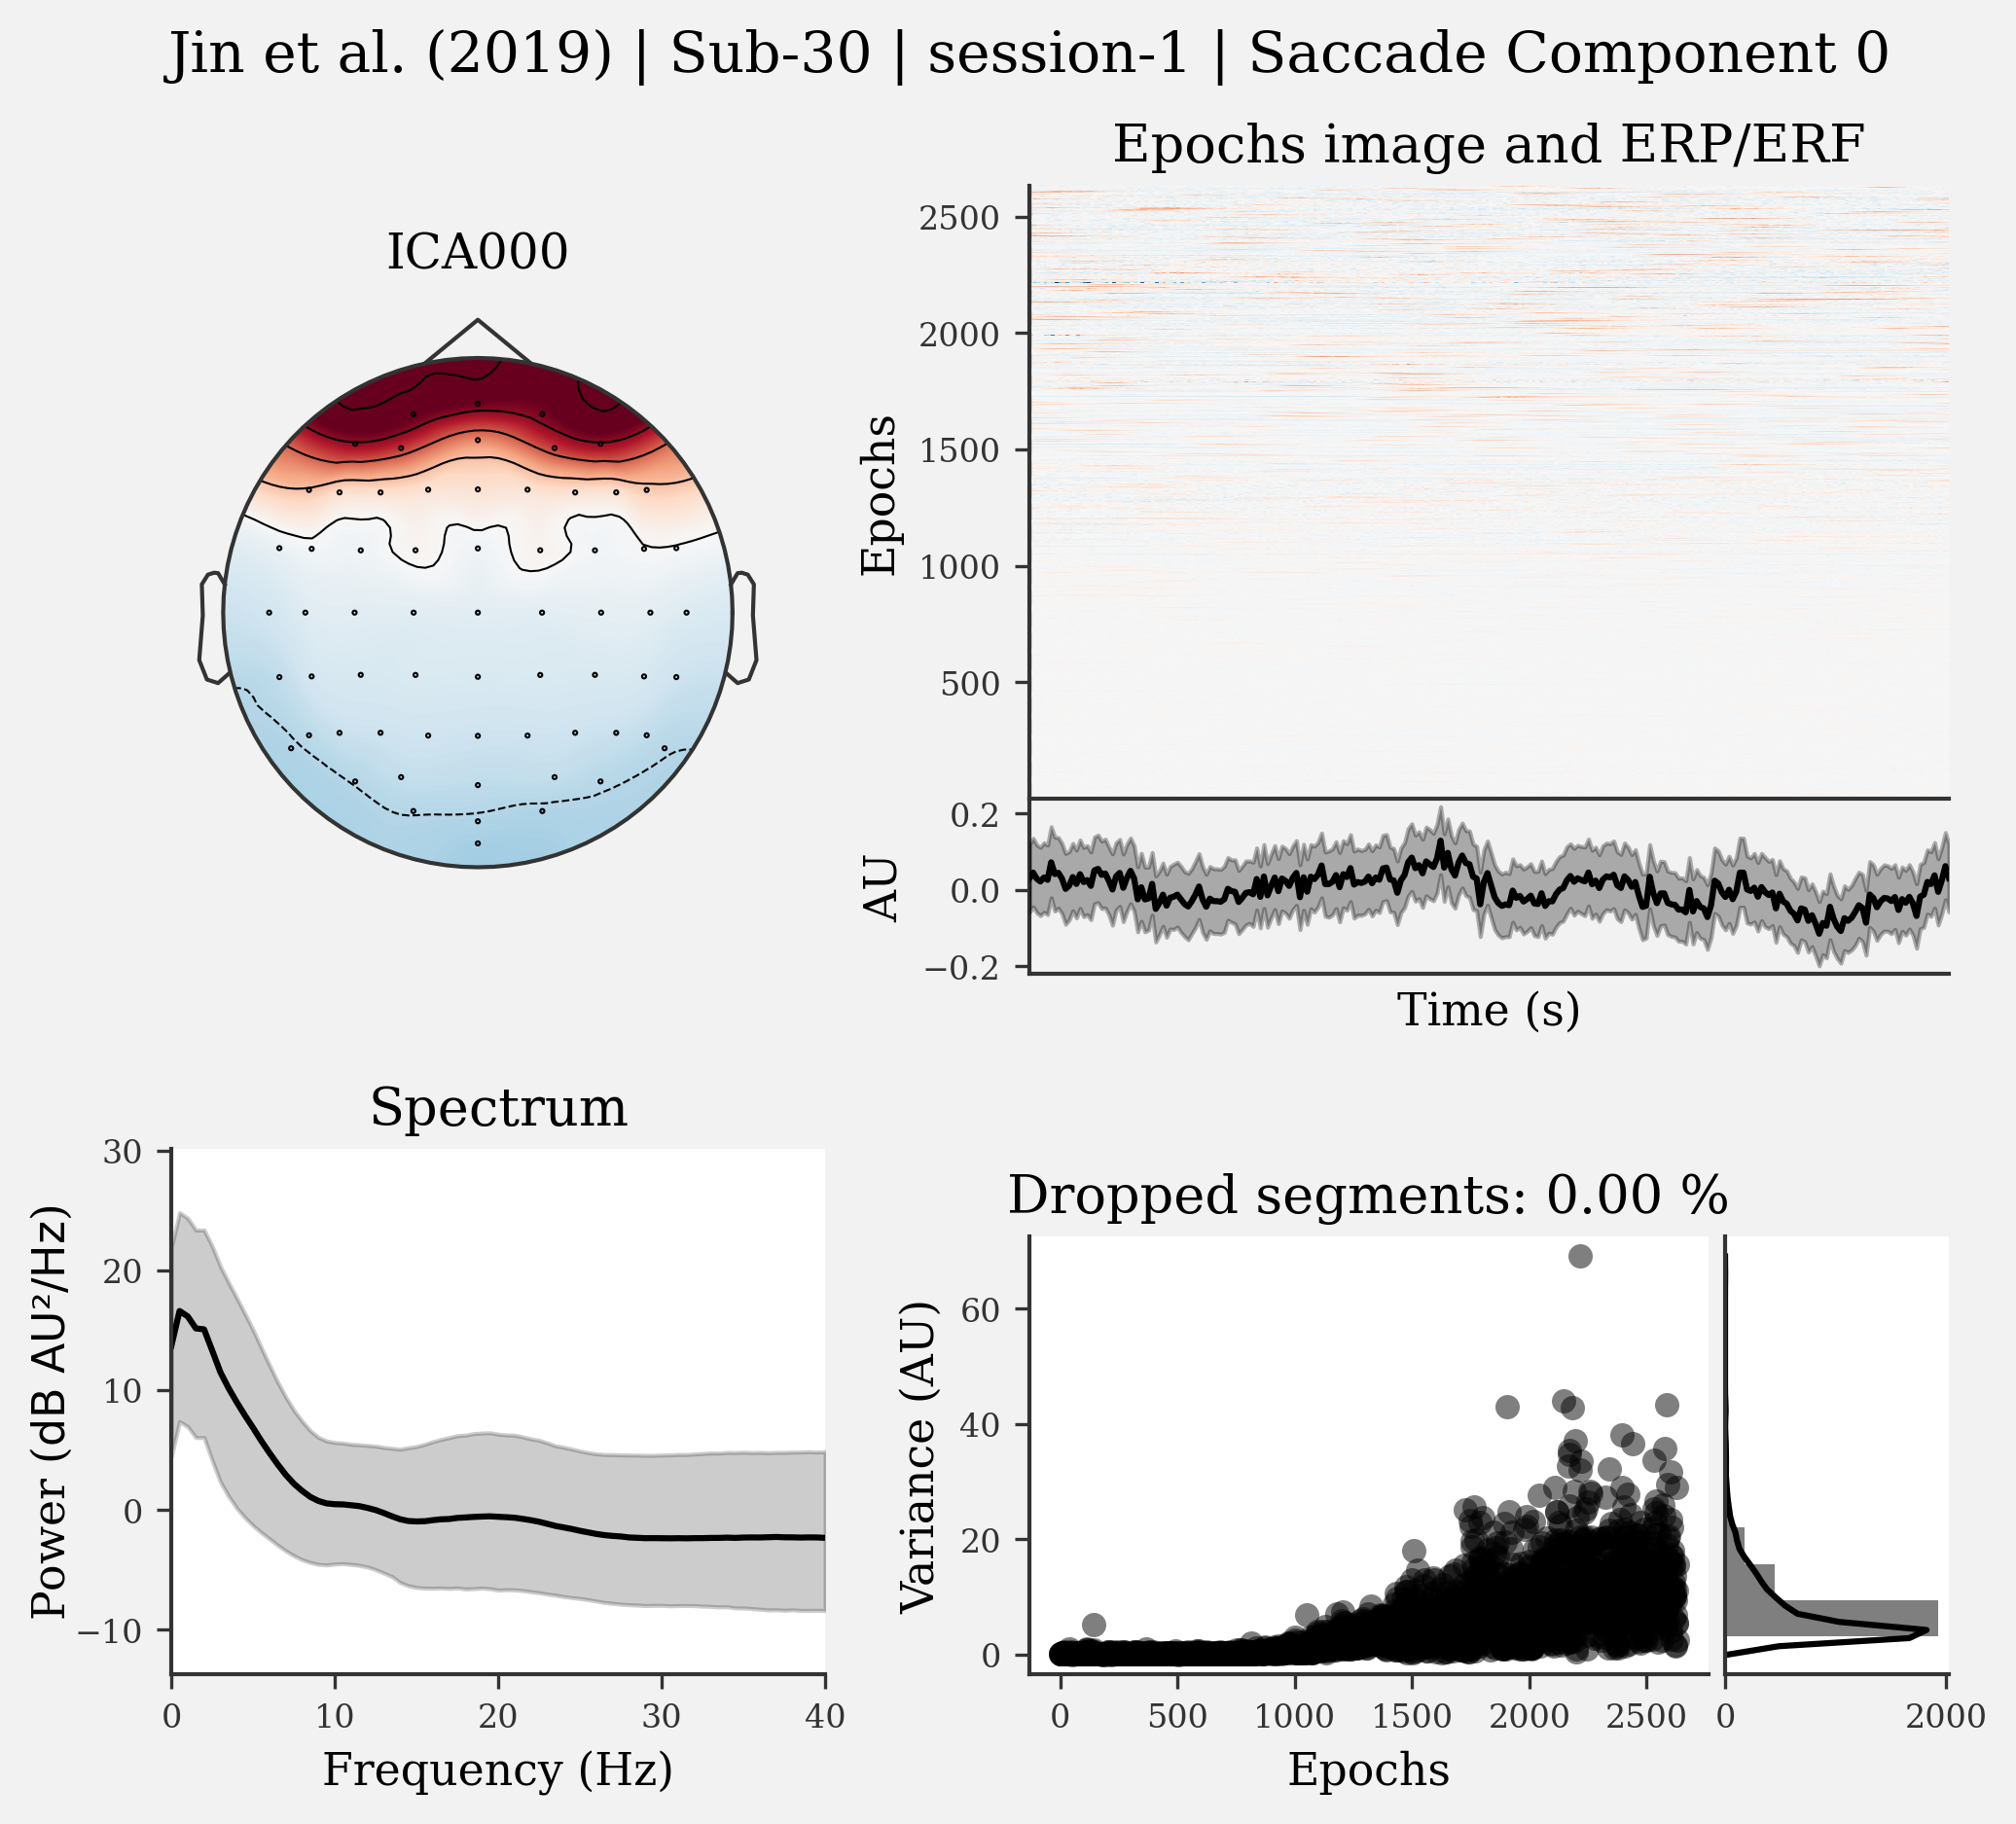 Jin et al. (2019) | Sub-30 | session-1 | Saccade Component 0
ICA000
Epochs image and ERP/ERF
2500
2000
1500
1000
500
Epochs
0.2
0.0
−0.2
AU
Time (s)
Spectrum
30
20
10
0
−10
Power (dB AU²/Hz)
0 10 20 30 40
Frequency (Hz)
Dropped segments: 0.00 %
60
40
20
0
Variance (AU)
0 500 1000 1500 2000 2500
Epochs
0 2000